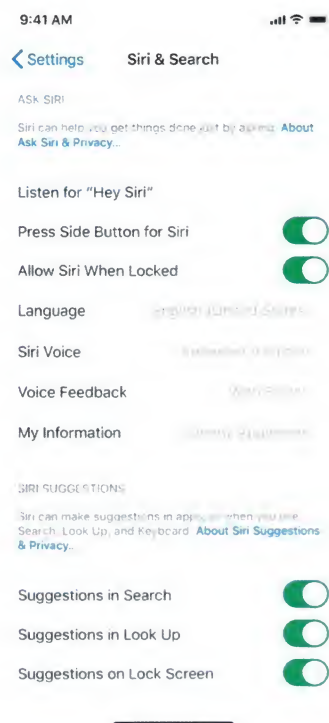 9:41 AM
Settings
Siri & Search
ASK SIRI
Siri can help you get things done just by asking. About
Ask Siri & Privacy...
Listen for “Hey Siri”
Press Side Button for Siri
Allow Siri When Locked
Language
Siri Voice
Voice Feedback
My Information
SIRI SUGGESTIONS
Siri can make suggestions in apps, or when you use
Search, Look Up, and Keyboard. About Siri Suggestions
& Privacy...
Suggestions in Search
Suggestions in Look Up
Suggestions on Lock Screen